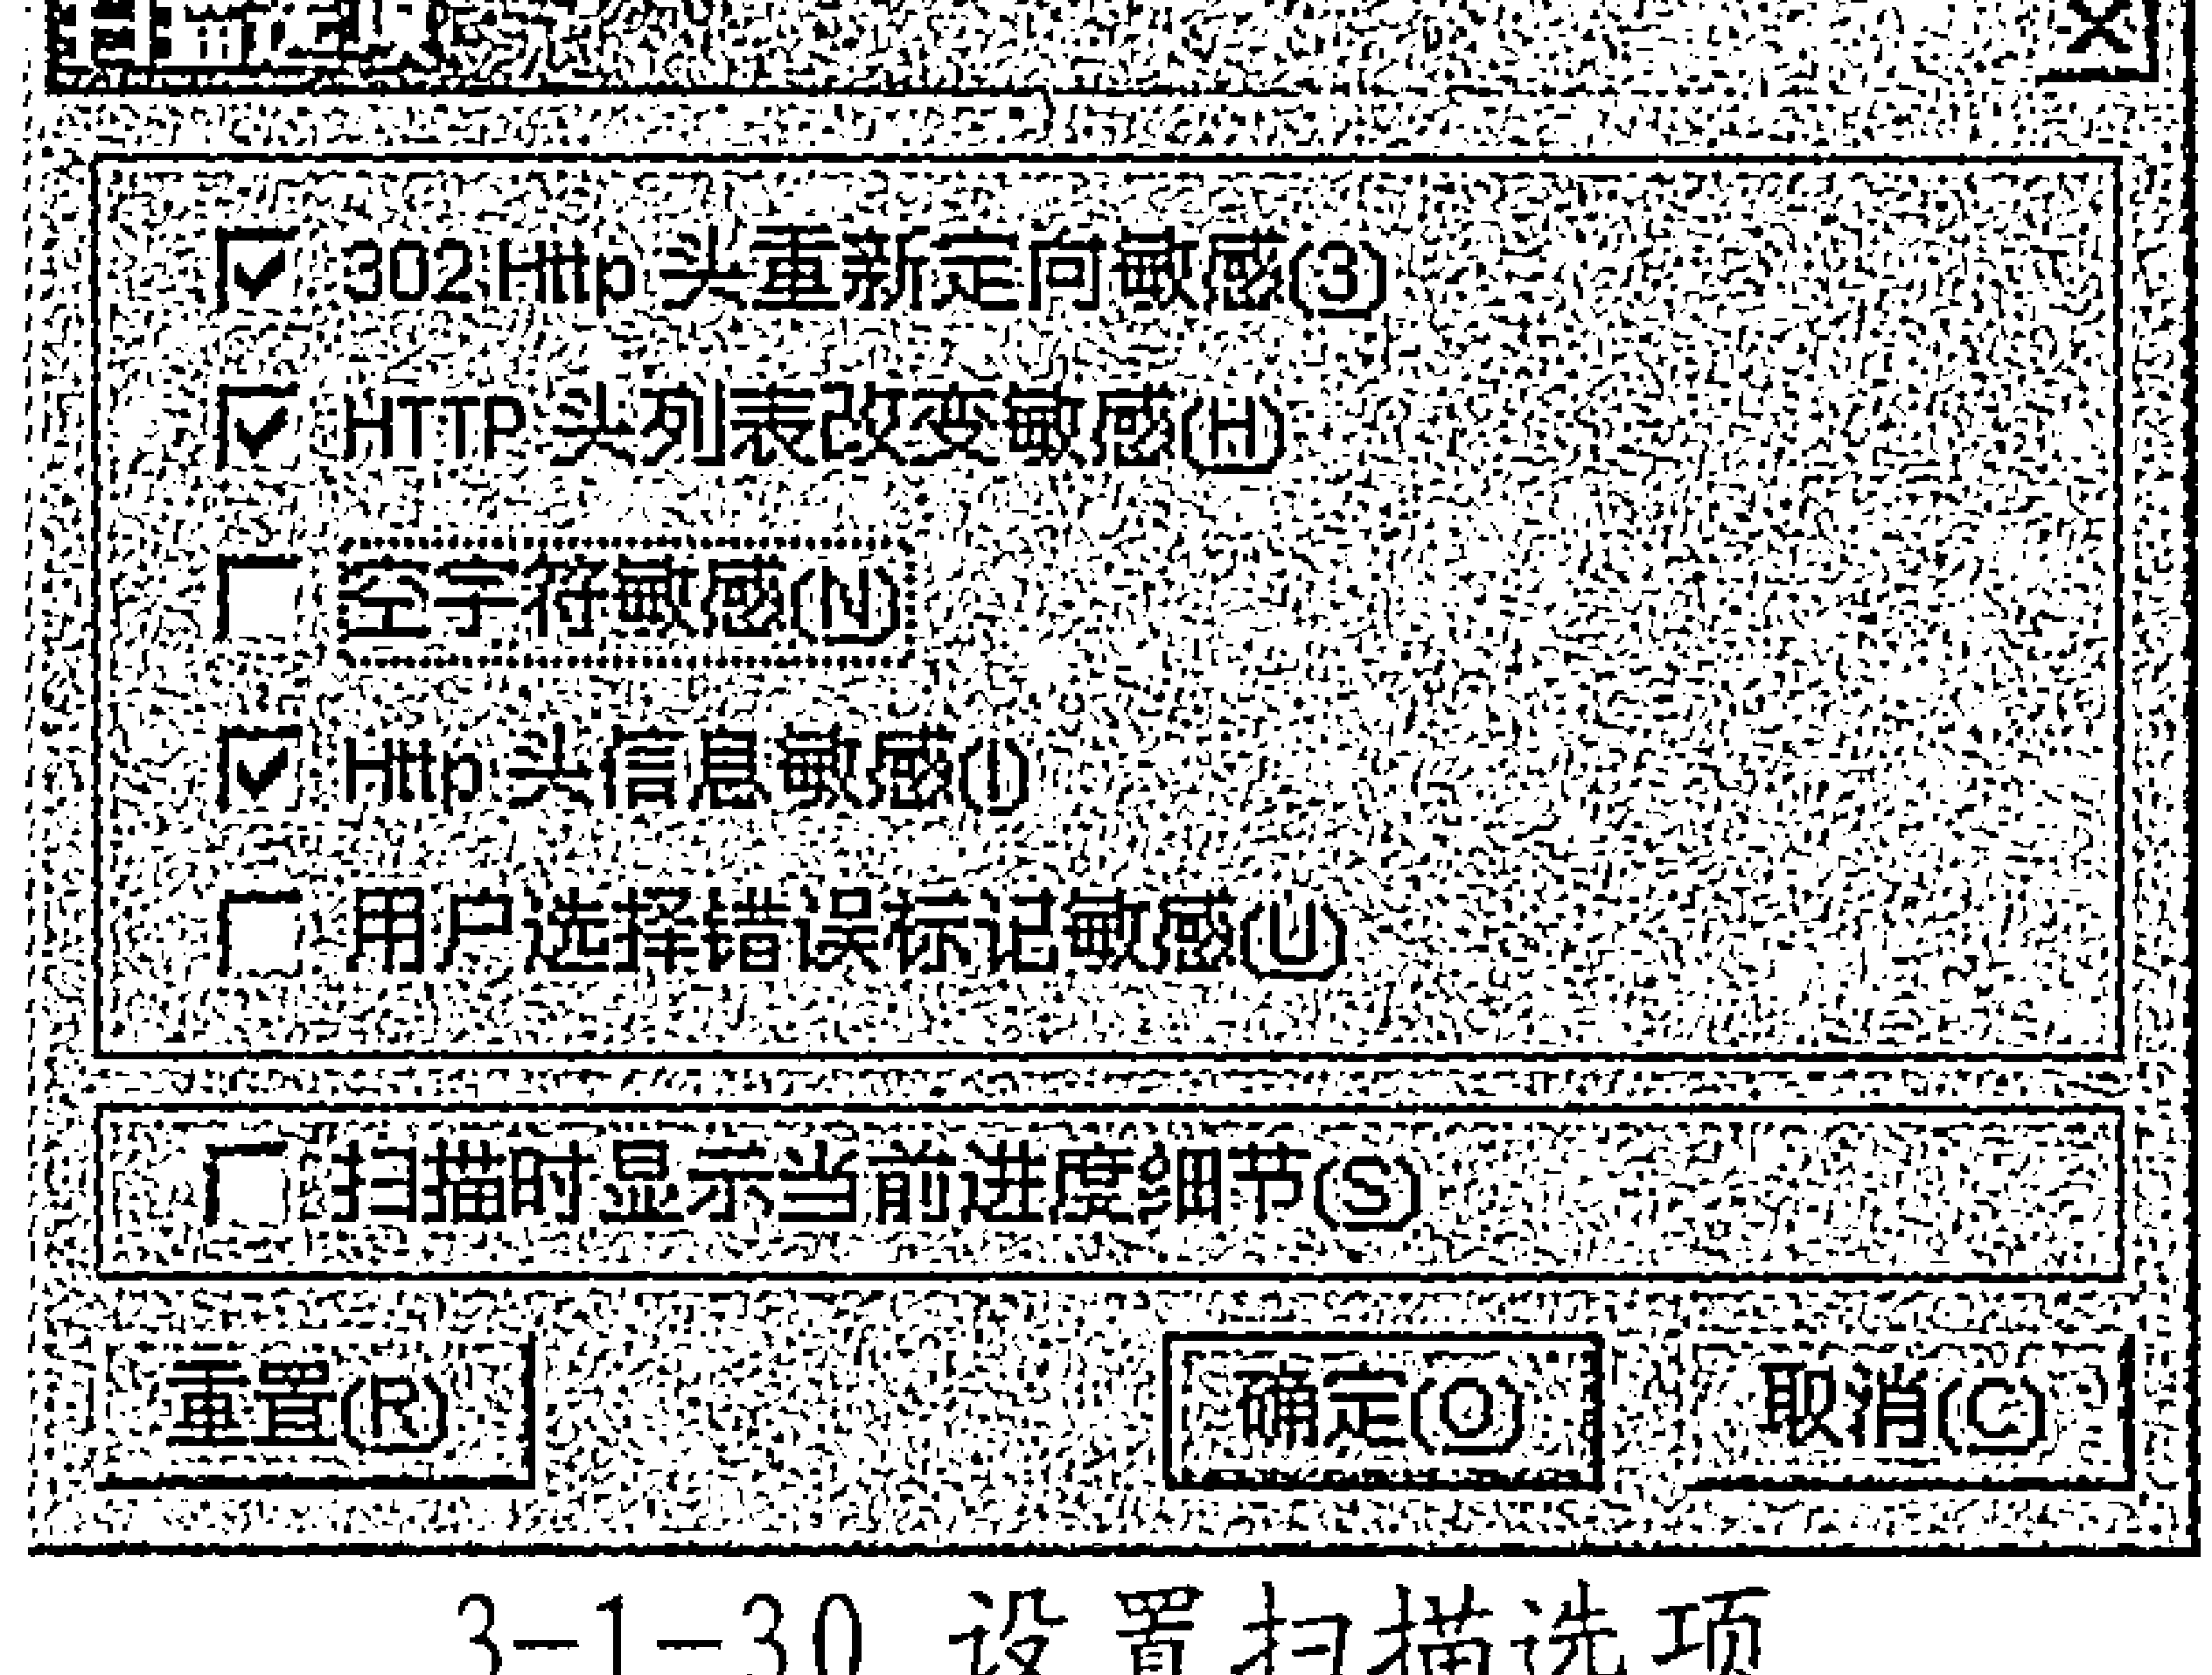 302 Http 头重新定向敏感(3)
HTTP 头列表改变敏感(H)
空字符敏感(N)
Http 头信息敏感(I)
用户选择错误标记敏感(U)
扫描时显示当前进度细节(S)
重置(R) 确定(O) 取消(C)
3-1-30 设置扫描选项